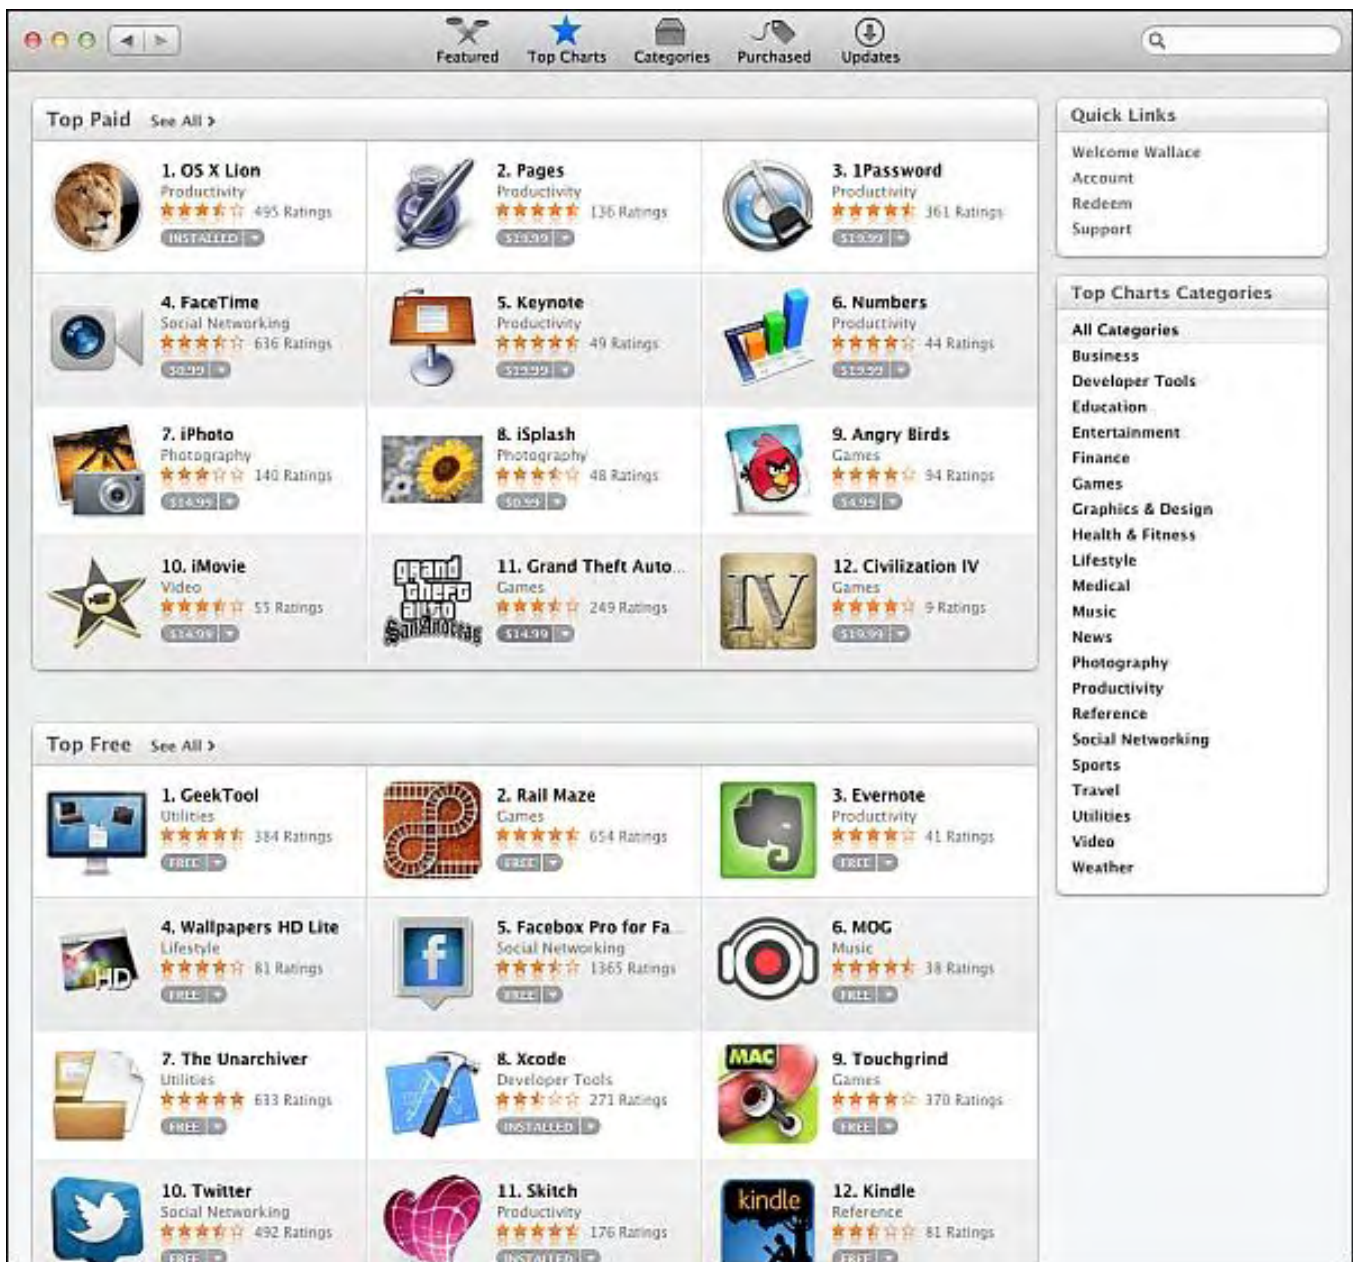 Featured
Top Charts
Categories
Purchased
Updates
Top Paid See All >
1. OS X Lion
Productivity
495 Ratings
INSTALLED
2. Pages
Productivity
136 Ratings
$19.99
3. 1Password
Productivity
361 Ratings
$19.99
4. FaceTime
Social Networking
636 Ratings
$0.99
5. Keynote
Productivity
49 Ratings
$19.99
6. Numbers
Productivity
44 Ratings
$19.99
7. iPhoto
Photography
140 Ratings
$14.99
8. iSplash
Photography
48 Ratings
$0.99
9. Angry Birds
Games
94 Ratings
$4.99
10. iMovie
Video
55 Ratings
$14.99
grand
theft
auto
SanAndreas
11. Grand Theft Auto...
Games
249 Ratings
$14.99
IV
12. Civilization IV
Games
9 Ratings
$19.99
Top Free See All >
1. GeekTool
Utilities
384 Ratings
FREE
2. Rail Maze
Games
654 Ratings
FREE
3. Evernote
Productivity
41 Ratings
FREE
HD
4. Wallpapers HD Lite
Lifestyle
81 Ratings
FREE
f
5. Facebox Pro for Fa...
Social Networking
1365 Ratings
FREE
6. MOG
Music
38 Ratings
FREE
7. The Unarchiver
Utilities
633 Ratings
FREE
8. Xcode
Developer Tools
271 Ratings
INSTALLED
MAC
9. Touchgrind
Games
370 Ratings
FREE
10. Twitter
Social Networking
492 Ratings
FREE
11. Skitch
Productivity
176 Ratings
INSTALLED
kindle
12. Kindle
Reference
81 Ratings
FREE
Quick Links
Welcome Wallace
Account
Redeem
Support
Top Charts Categories
All Categories
Business
Developer Tools
Education
Entertainment
Finance
Games
Graphics & Design
Health & Fitness
Lifestyle
Medical
Music
News
Photography
Productivity
Reference
Social Networking
Sports
Travel
Utilities
Video
Weather